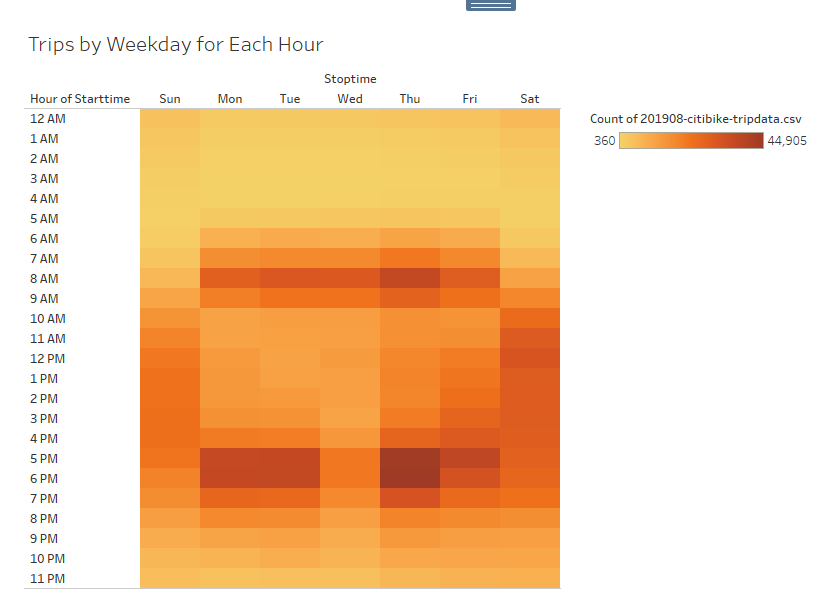 Trips by Weekday for Each Hour
Stoptime
Hour of Starttime Sun Mon Tue Wed Thu Fri Sat
Count of 201908-citibike-tripdata.csv
360 44,905
12 AM
1 AM
2 AM
3 AM
4 AM
5 AM
6 AM
7 AM
8 AM
9 AM
10 AM
11 AM
12 PM
1 PM
2 PM
3 PM
4 PM
5 PM
6 PM
7 PM
8 PM
9 PM
10 PM
11 PM